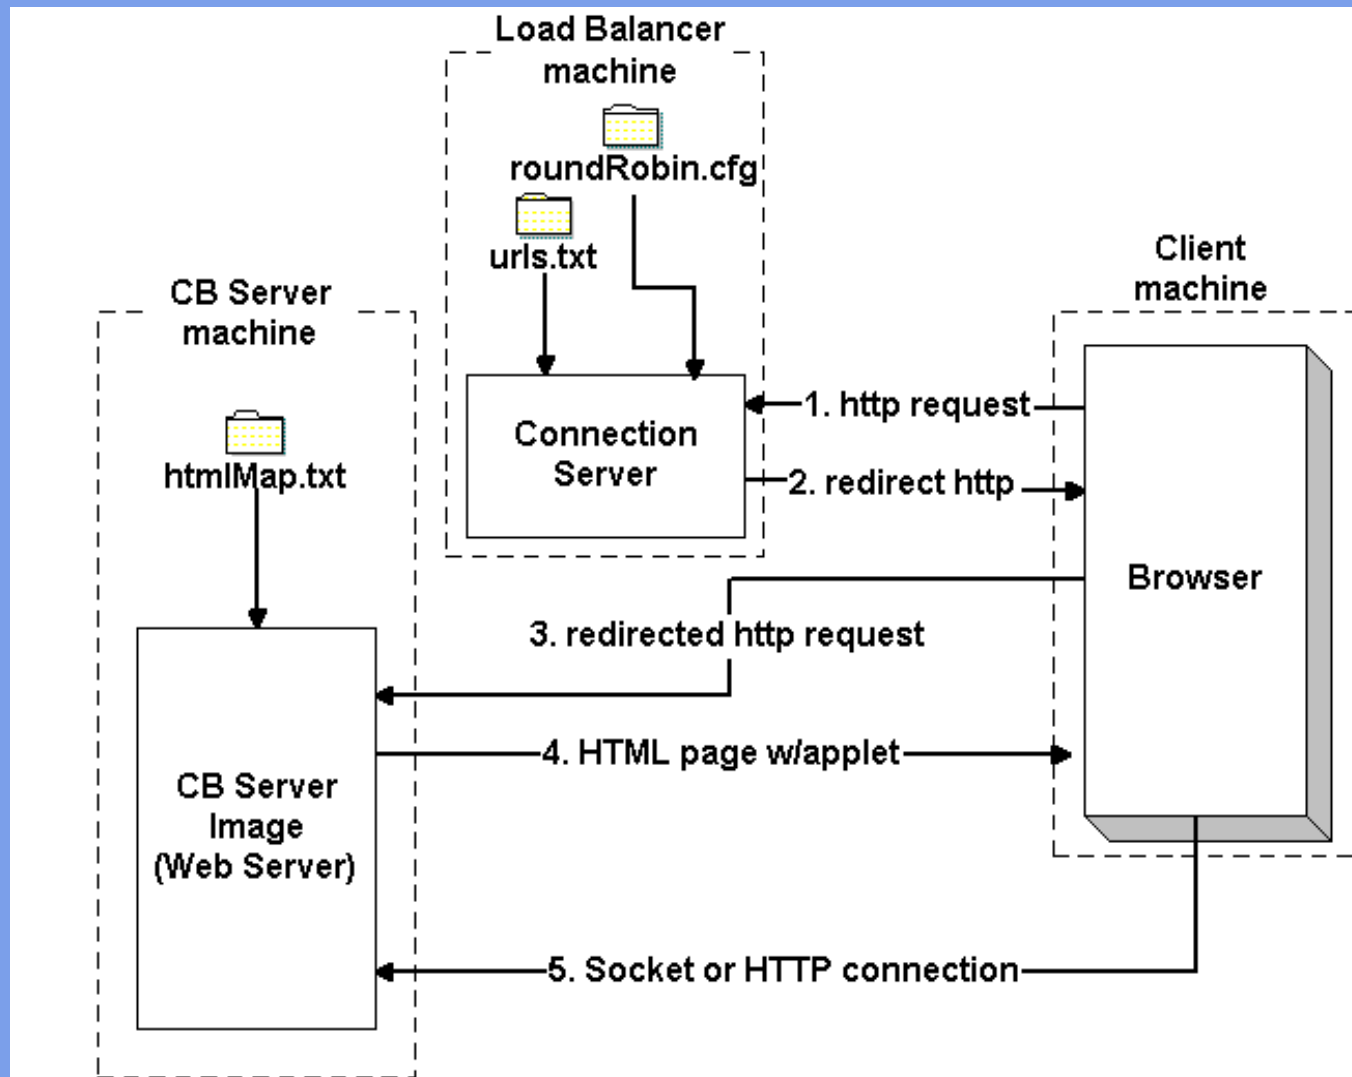 Load Balancer
machine
roundRobin.cfg
urls.txt
Client
machine
CB Server
machine
1. http request
Connection
Server
htmlMap.txt
2. redirect http
Browser
3. redirected http request
4. HTML page w/applet
CB Server
Image
(Web Server)
5. Socket or HTTP connection